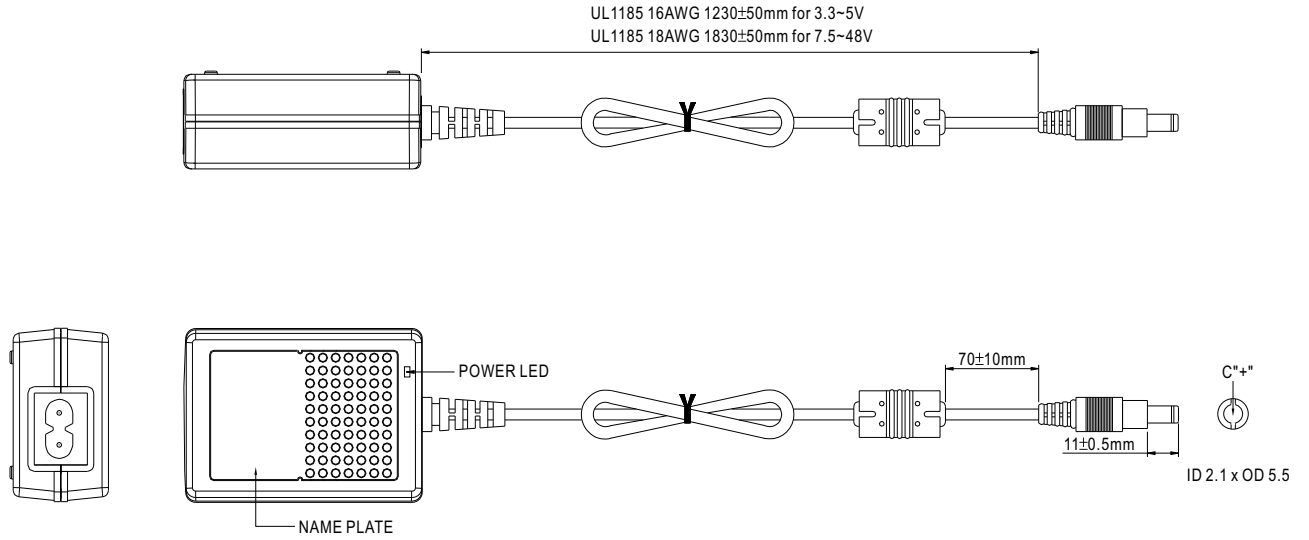 UL1185 16AWG 1230±50mm for 3.3~5V
UL1185 18AWG 1830±50mm for 7.5~48V
POWER LED
70±10mm
C"+"
11±0.5mm
ID 2.1 x OD 5.5
NAME PLATE